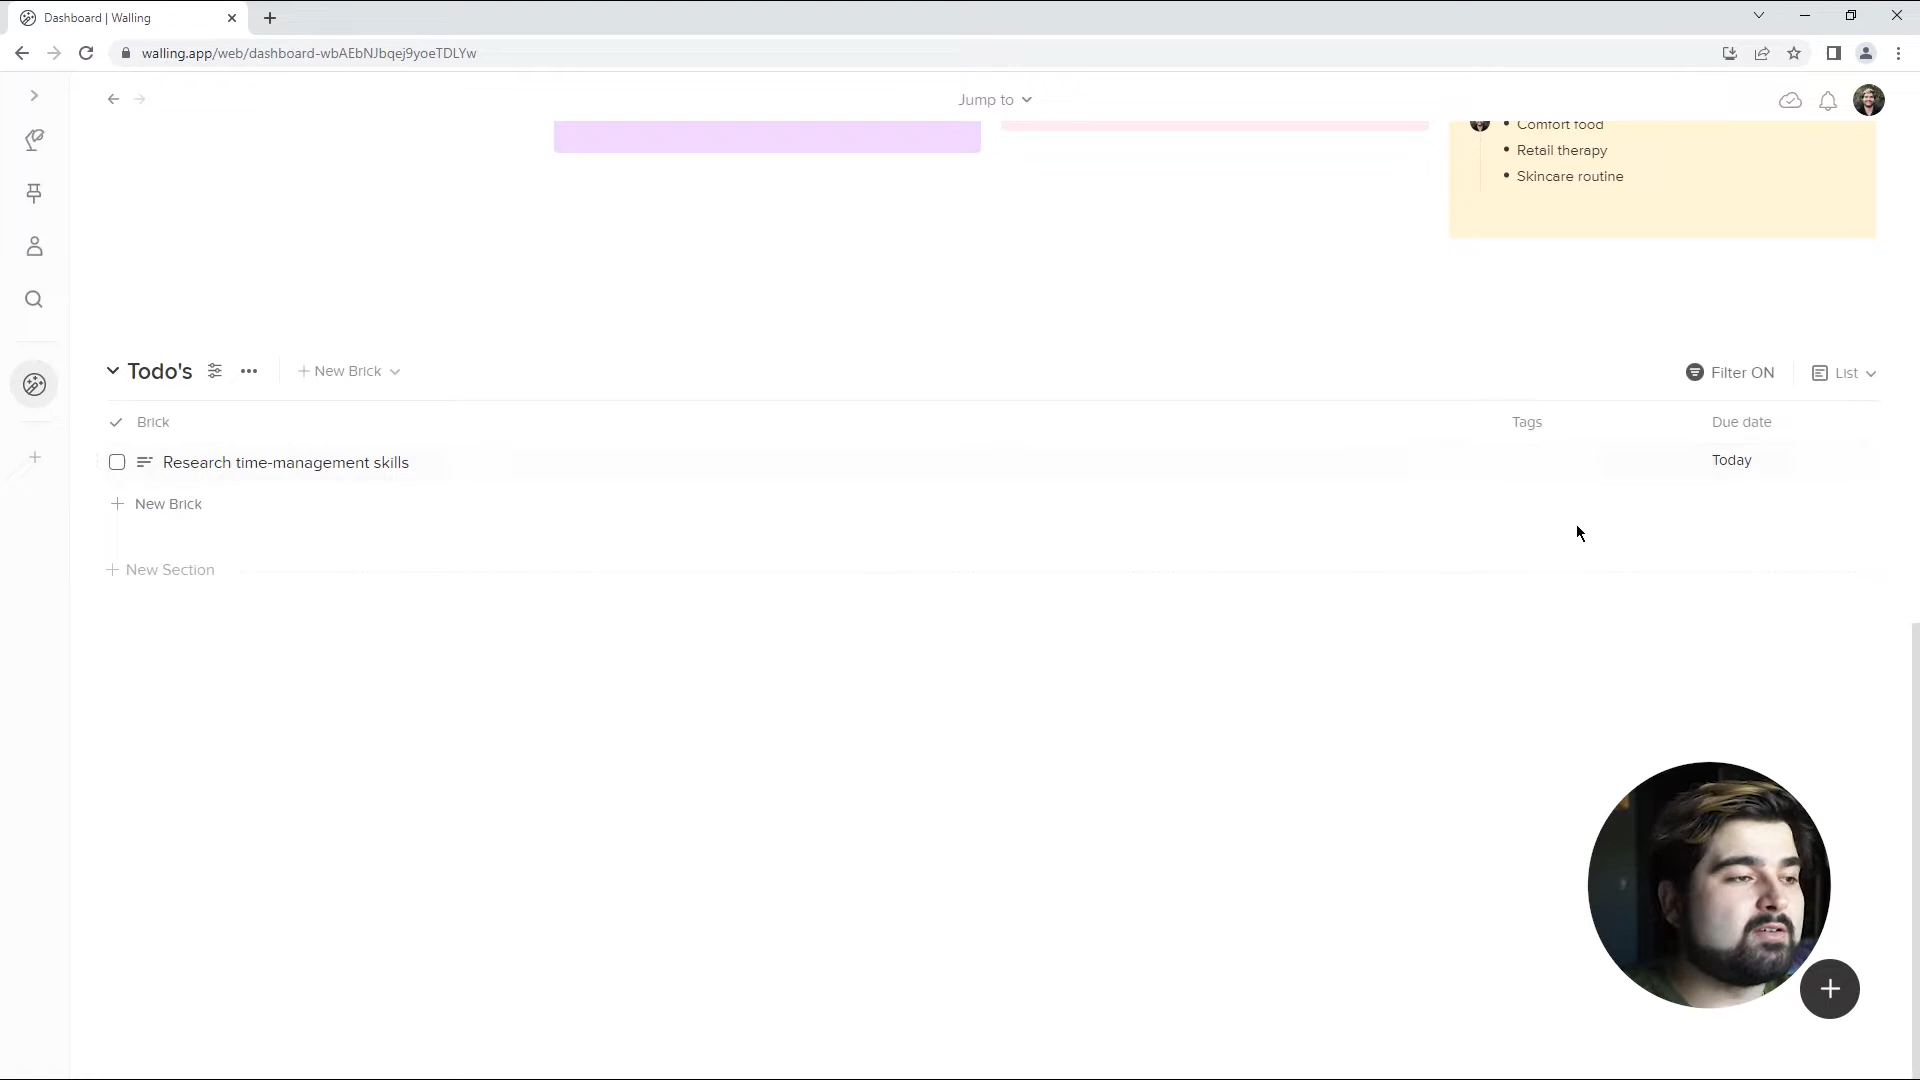 Dashboard | Walling
walling.app/web/dashboard-wbAEbNJbqej9yoeTDLYw
Jump to
Comfort food
Retail therapy
Skincare routine
Todo's
New Brick
Filter ON
List
Brick
Tags
Due date
Research time-management skills
Today
New Brick
New Section